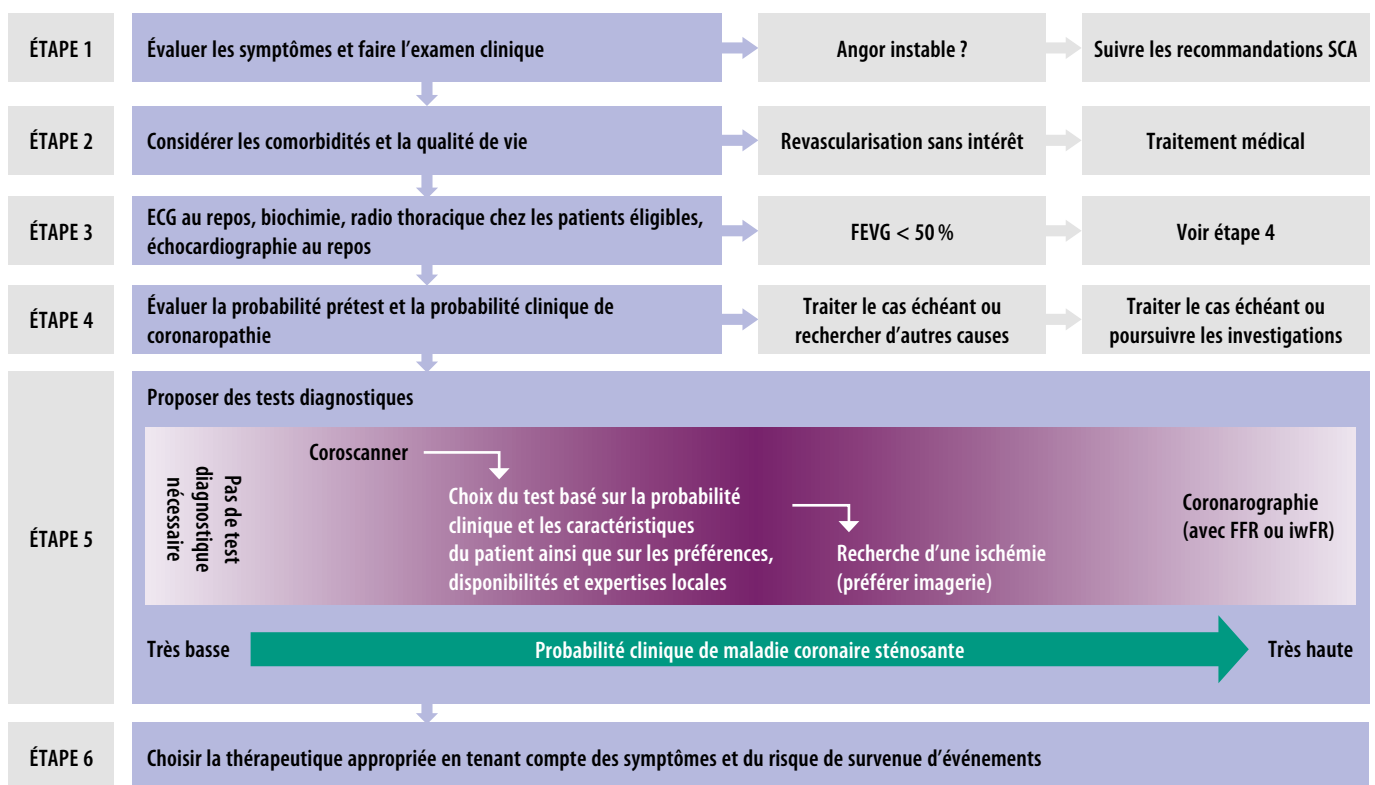 ÉTAPE 1
Évaluer les symptômes et faire l'examen clinique
Angor instable ?
Suivre les recommandations SCA
ÉTAPE 2
Considérer les comorbidités et la qualité de vie
Revascularisation sans intérêt
Traitement médical
ÉTAPE 3
ECG au repos, biochimie, radio thoracique chez les patients éligibles,
échocardiographie au repos
FEVG < 50 %
Voir étape 4
ÉTAPE 4
Évaluer la probabilité prétest et la probabilité clinique de
coronaropathie
Traiter le cas échéant ou
rechercher d'autres causes
Traiter le cas échéant ou
poursuivre les investigations
ÉTAPE 5
Proposer des tests diagnostiques
Pas de test
diagnostique
nécessaire
Coroscanner
Choix du test basé sur la probabilité
clinique et les caractéristiques
du patient ainsi que sur les préférences,
disponibilités et expertises locales
Recherche d'une ischémie
(préférer imagerie)
Coronarographie
(avec FFR ou iwFR)
Très basse
Probabilité clinique de maladie coronaire sténosante
Très haute
ÉTAPE 6
Choisir la thérapeutique appropriée en tenant compte des symptômes et du risque de survenue d'événements